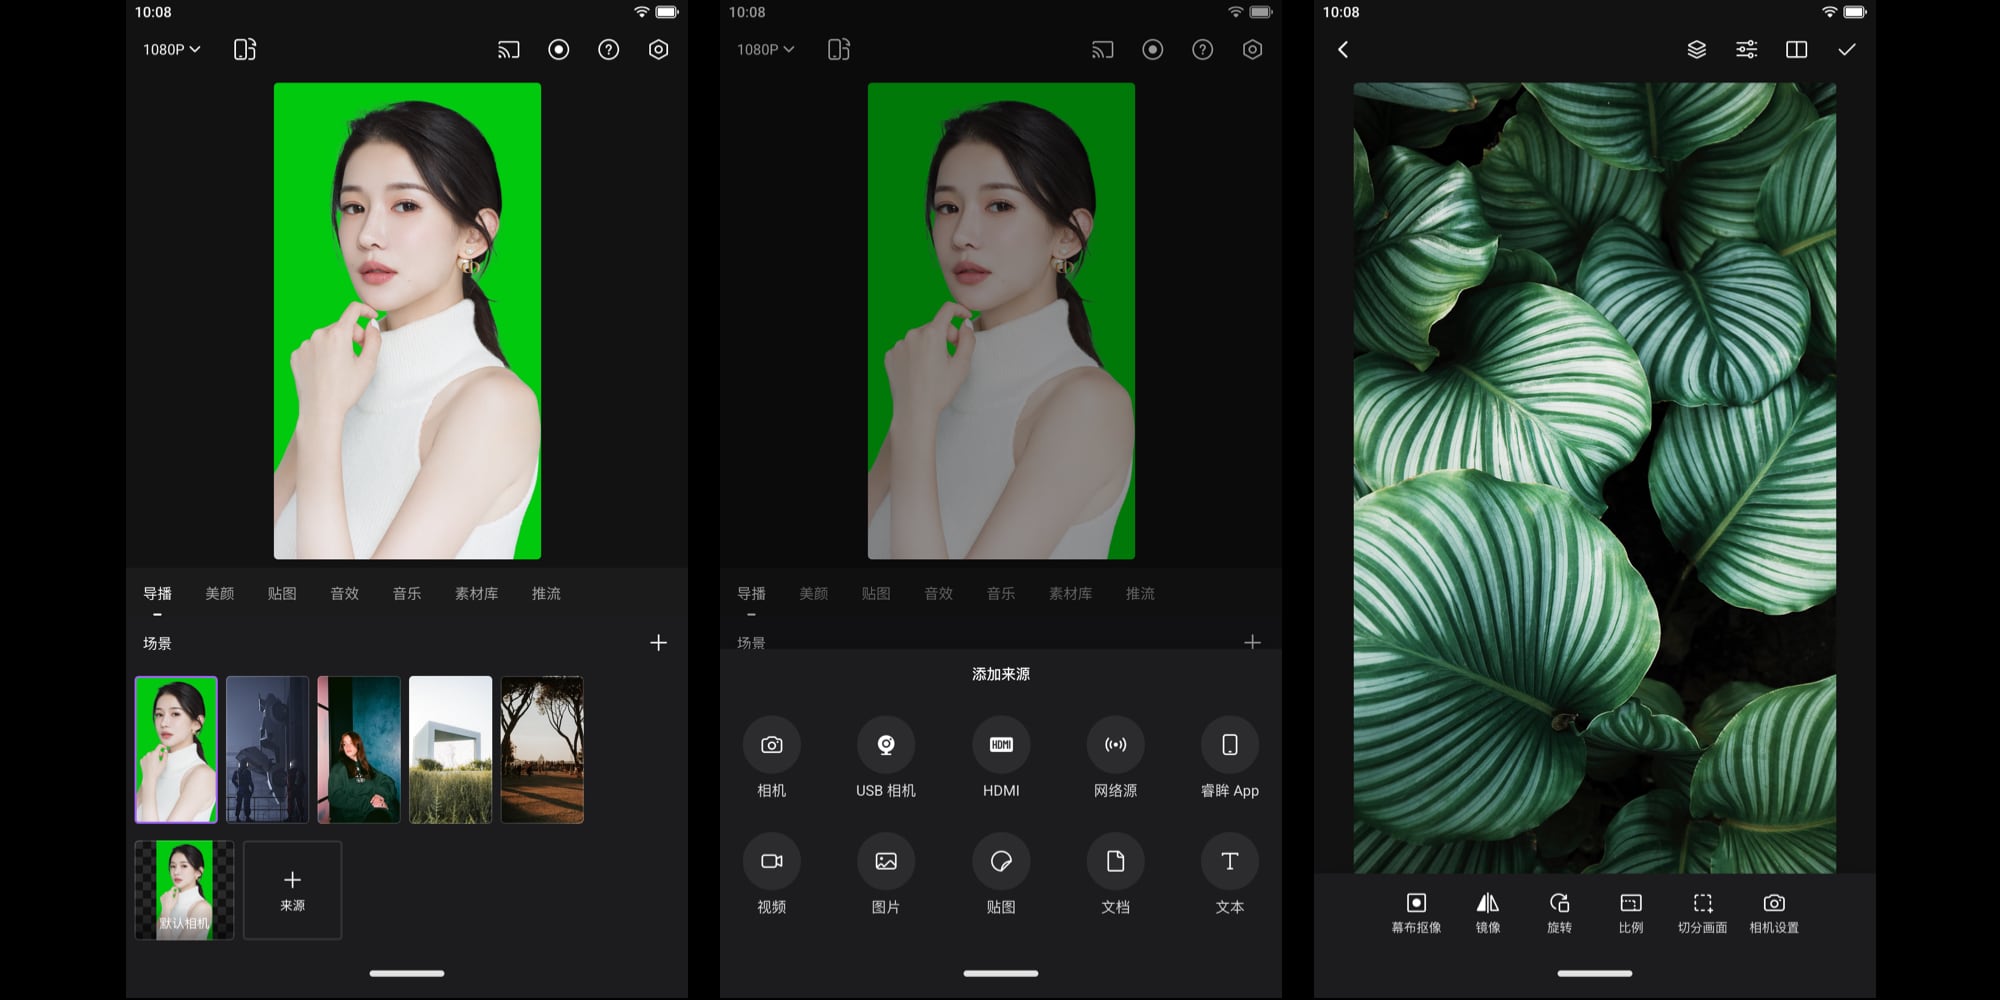 10:08
1080P
导播 美颜 贴图 音效 音乐 素材库 推流
场景
默认相机
来源
10:08
1080P
导播 美颜 贴图 音效 音乐 素材库 推流
场景
添加来源
HDMI
相机 USB 相机 HDMI 网络源 睿眸 App
视频 图片 贴图 文档 文本
10:08
幕布抠像 镜像 旋转 比例 切分画面 相机设置